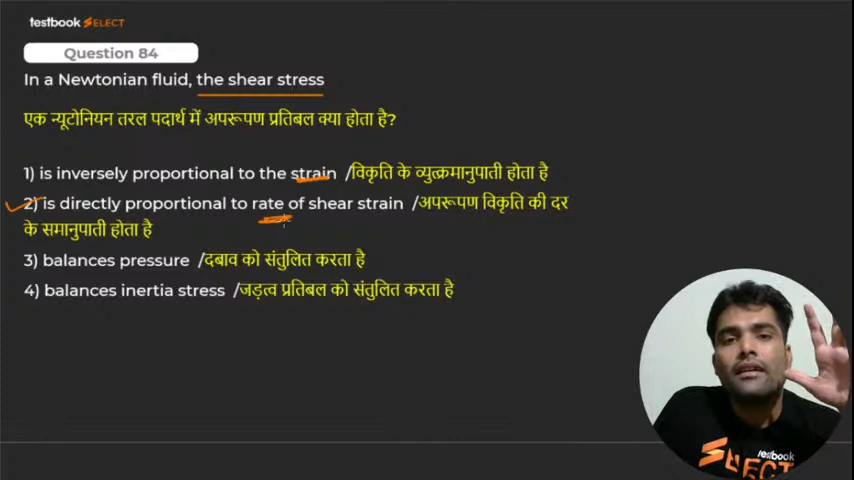 testbook SELECT
Question 84
In a Newtonian fluid, the shear stress
एक न्यूटोनियन तरल पदार्थ में अपरूपण प्रतिबल क्या होता है?
1) is inversely proportional to the strain /विकृति के व्युत्क्रमानुपाती होता है
2) is directly proportional to rate of shear strain /अपरूपण विकृति की दर
के समानुपाती होता है
3) balances pressure /दबाव को संतुलित करता है
4) balances inertia stress /जड़त्व प्रतिबल को संतुलित करता है
testbook
SELECT